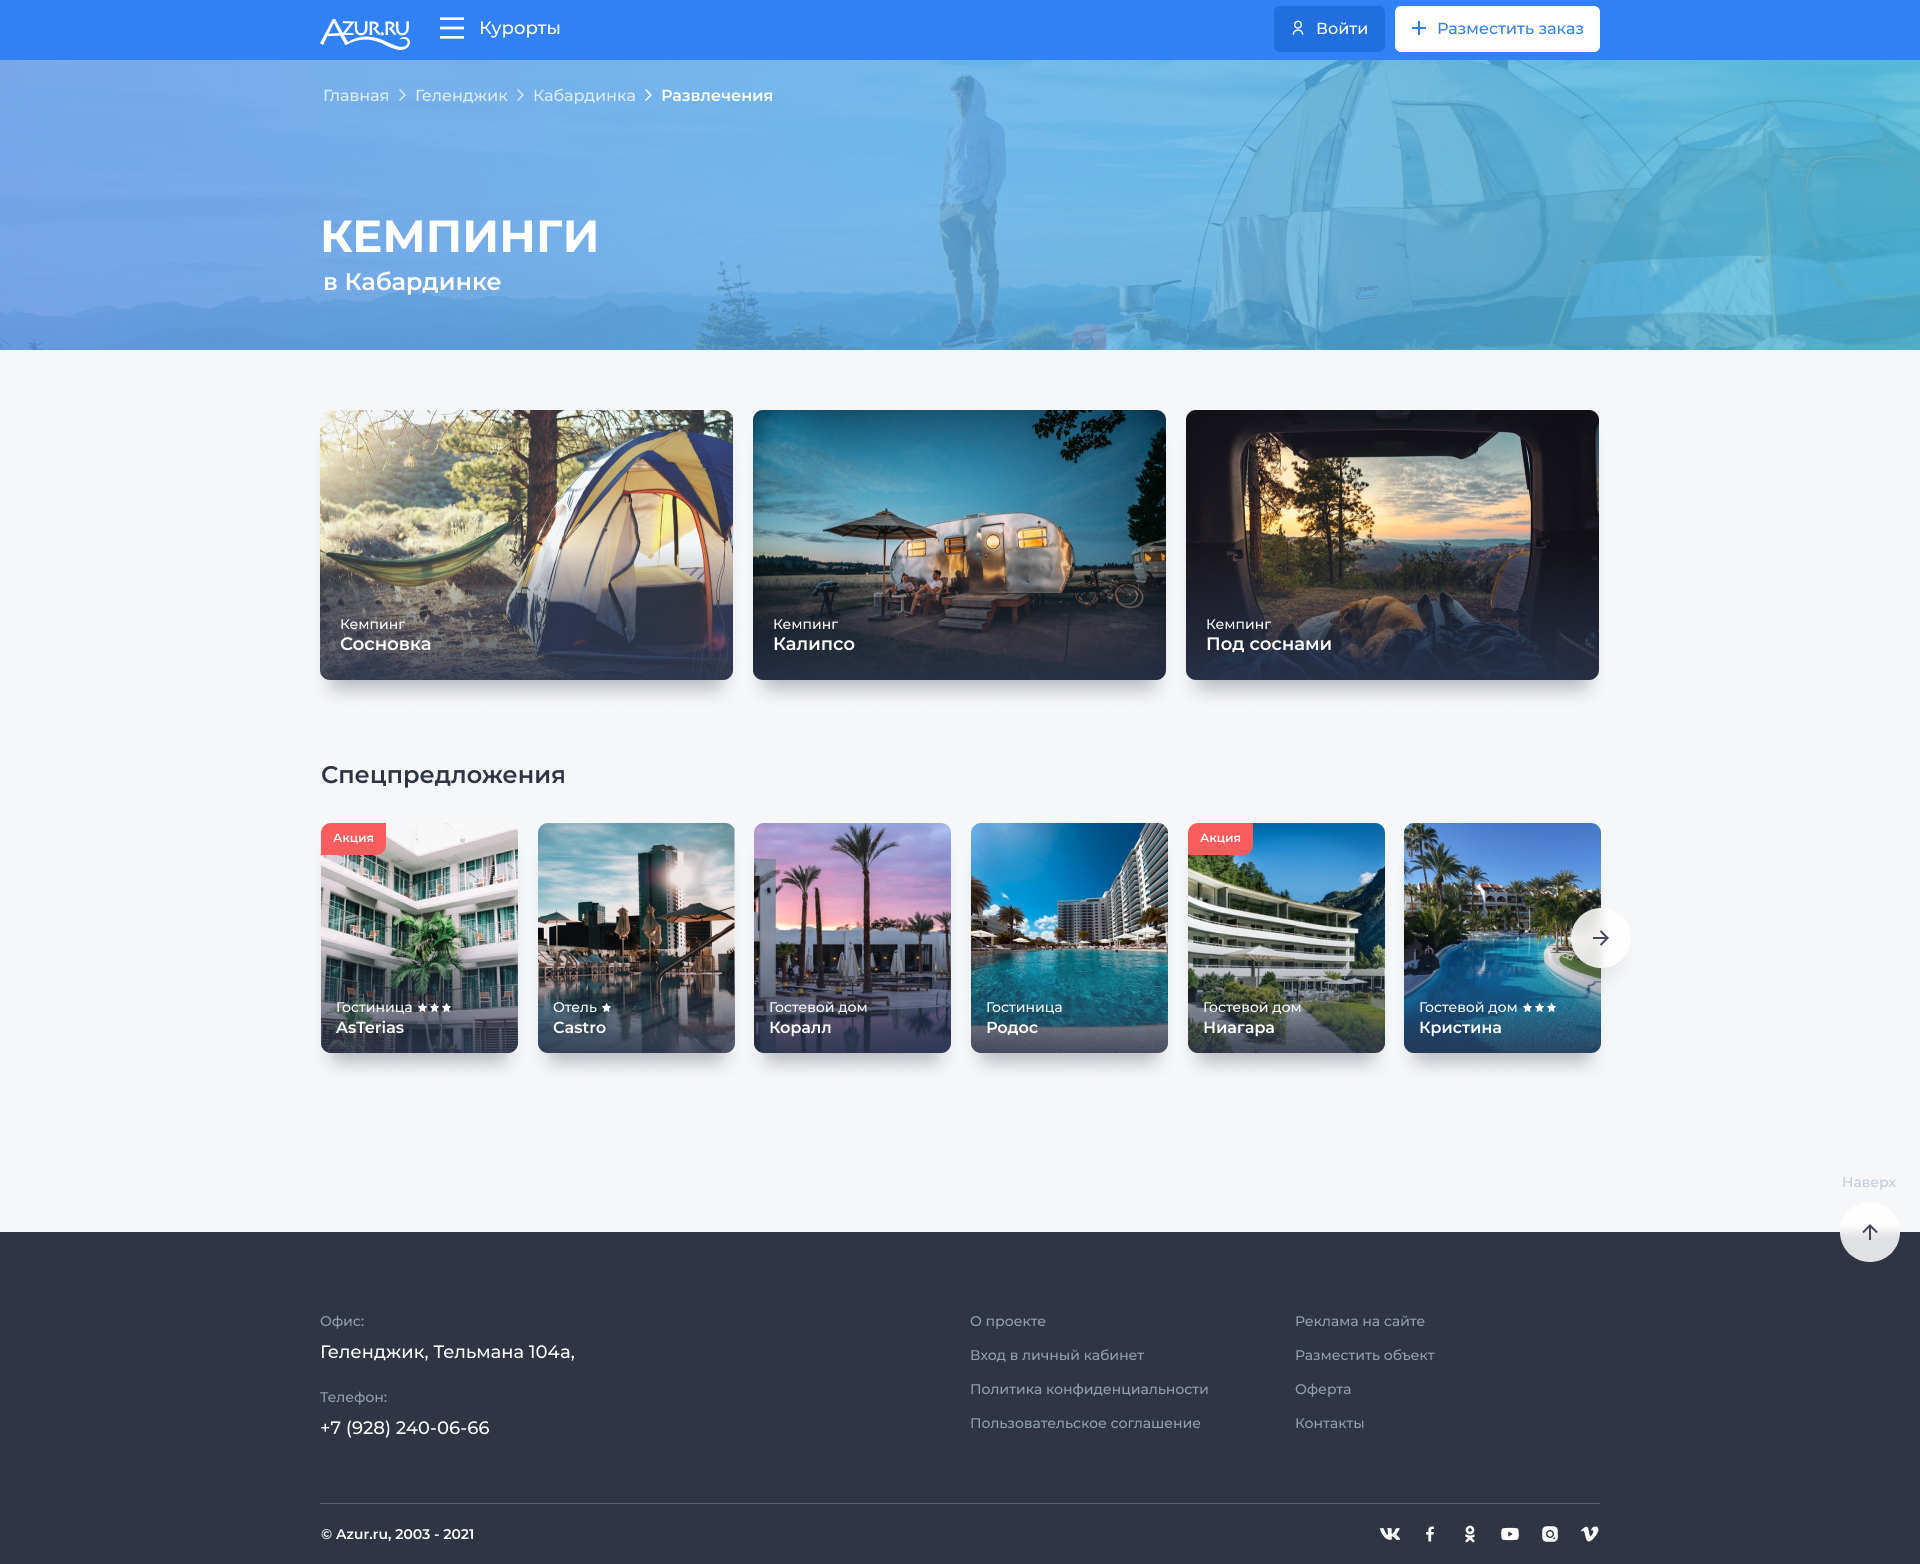 Azur.ru
Курорты
Войти
Разместить заказ
Главная > Геленджик > Кабардинка > Развлечения
КЕМПИНГИ
в Кабардинке
Кемпинг
Сосновка
Кемпинг
Калипсо
Кемпинг
Под соснами
Спецпредложения
Акция
Гостиница ★★★
AsTerias
Отель ★
Castro
Гостевой дом
Коралл
Гостиница
Родос
Акция
Гостевой дом
Ниагара
Гостевой дом ★★★
Кристина
Наверх
Офис:
Геленджик, Тельмана 104а,
Телефон:
+7 (928) 240-06-66
О проекте
Вход в личный кабинет
Политика конфиденциальности
Пользовательское соглашение
Реклама на сайте
Разместить объект
Оферта
Контакты
© Azur.ru, 2003 - 2021